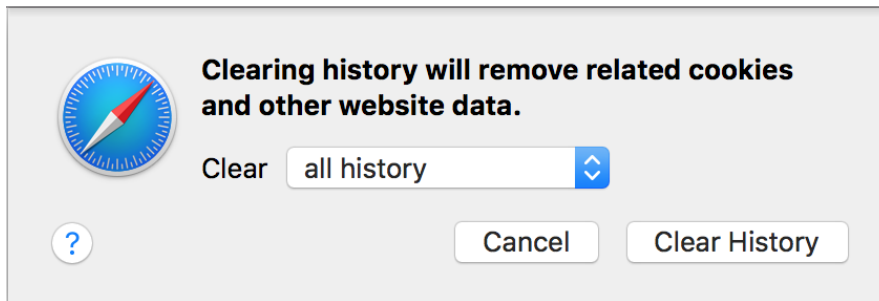 Clearing history will remove related cookies
and other website data.
Clear all history
?
Cancel Clear History